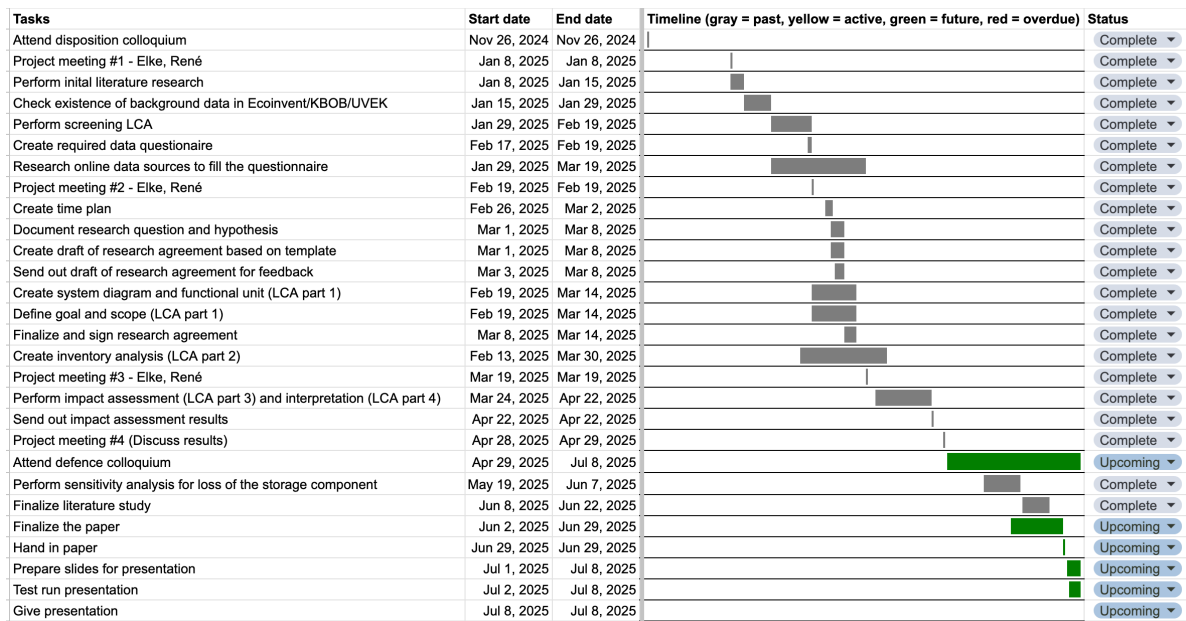 Tasks Start date End date Timeline (gray = past, yellow = active, green = future, red = overdue) Status
Attend disposition colloquium Nov 26, 2024 Nov 26, 2024 Complete
Project meeting #1 - Elke, René Jan 8, 2025 Jan 8, 2025 Complete
Perform inital literature research Jan 8, 2025 Jan 15, 2025 Complete
Check existence of background data in Ecoinvent/KBOB/UVEK Jan 15, 2025 Jan 29, 2025 Complete
Perform screening LCA Jan 29, 2025 Feb 19, 2025 Complete
Create required data questionaire Feb 17, 2025 Feb 19, 2025 Complete
Research online data sources to fill the questionnaire Jan 29, 2025 Mar 19, 2025 Complete
Project meeting #2 - Elke, René Feb 19, 2025 Feb 19, 2025 Complete
Create time plan Feb 26, 2025 Mar 2, 2025 Complete
Document research question and hypothesis Mar 1, 2025 Mar 8, 2025 Complete
Create draft of research agreement based on template Mar 1, 2025 Mar 8, 2025 Complete
Send out draft of research agreement for feedback Mar 3, 2025 Mar 8, 2025 Complete
Create system diagram and functional unit (LCA part 1) Feb 19, 2025 Mar 14, 2025 Complete
Define goal and scope (LCA part 1) Feb 19, 2025 Mar 14, 2025 Complete
Finalize and sign research agreement Mar 8, 2025 Mar 14, 2025 Complete
Create inventory analysis (LCA part 2) Feb 13, 2025 Mar 30, 2025 Complete
Project meeting #3 - Elke, René Mar 19, 2025 Mar 19, 2025 Complete
Perform impact assessment (LCA part 3) and interpretation (LCA part 4) Mar 24, 2025 Apr 22, 2025 Complete
Send out impact assessment results Apr 22, 2025 Apr 22, 2025 Complete
Project meeting #4 (Discuss results) Apr 28, 2025 Apr 29, 2025 Complete
Attend defence colloquium Apr 29, 2025 Jul 8, 2025 Upcoming
Perform sensitivity analysis for loss of the storage component May 19, 2025 Jun 7, 2025 Complete
Finalize literature study Jun 8, 2025 Jun 22, 2025 Complete
Finalize the paper Jun 2, 2025 Jun 29, 2025 Upcoming
Hand in paper Jun 29, 2025 Jun 29, 2025 Upcoming
Prepare slides for presentation Jul 1, 2025 Jul 8, 2025 Upcoming
Test run presentation Jul 2, 2025 Jul 8, 2025 Upcoming
Give presentation Jul 8, 2025 Jul 8, 2025 Upcoming